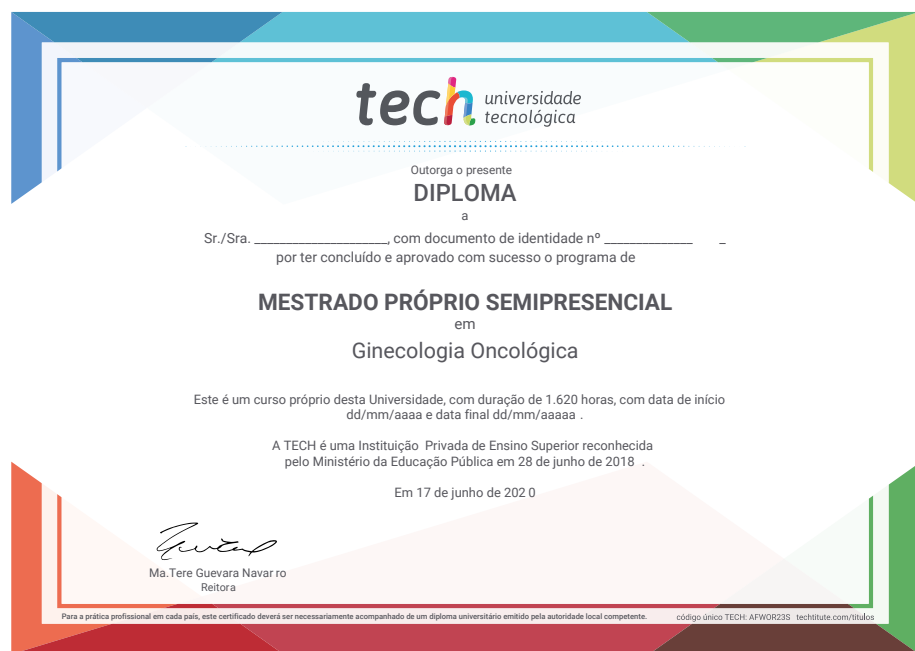 tech universidade
tecnológica
Outorga o presente
DIPLOMA
a
Sr./Sra. _____________________, com documento de identidade nº ______________ _
por ter concluído e aprovado com sucesso o programa de
MESTRADO PRÓPRIO SEMIPRESENCIAL
em
Ginecologia Oncológica
Este é um curso próprio desta Universidade, com duração de 1.620 horas, com data de início
dd/mm/aaaa e data final dd/mm/aaaaa .
A TECH é uma Instituição Privada de Ensino Superior reconhecida
pelo Ministério da Educação Pública em 28 de junho de 2018 .
Em 17 de junho de 202 0
Ma.Tere Guevara Navar ro
Reitora
Para a prática profissional em cada país, este certificado deverá ser necessariamente acompanhado de um diploma universitário emitido pela autoridade local competente. código único TECH: AFWOR23S techtitute.com/titulos